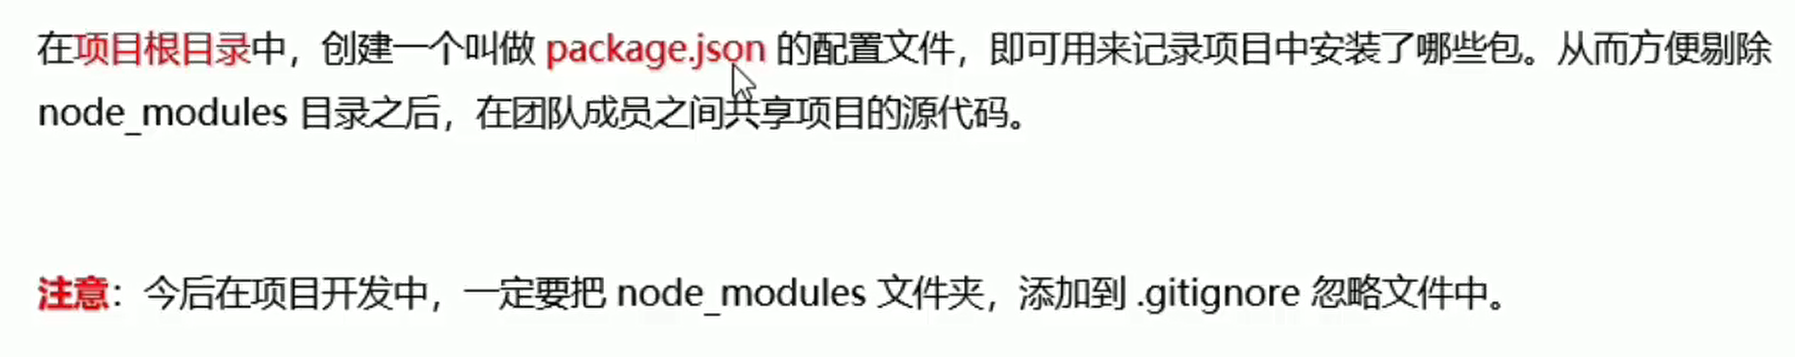 在项目根目录中，创建一个叫做 package.json 的配置文件，即可用来记录项目中安装了哪些包。从而方便剔除
node_modules 目录之后，在团队成员之间共享项目的源代码。
注意：今后在项目开发中，一定要把 node_modules 文件夹，添加到 .gitignore 忽略文件中。